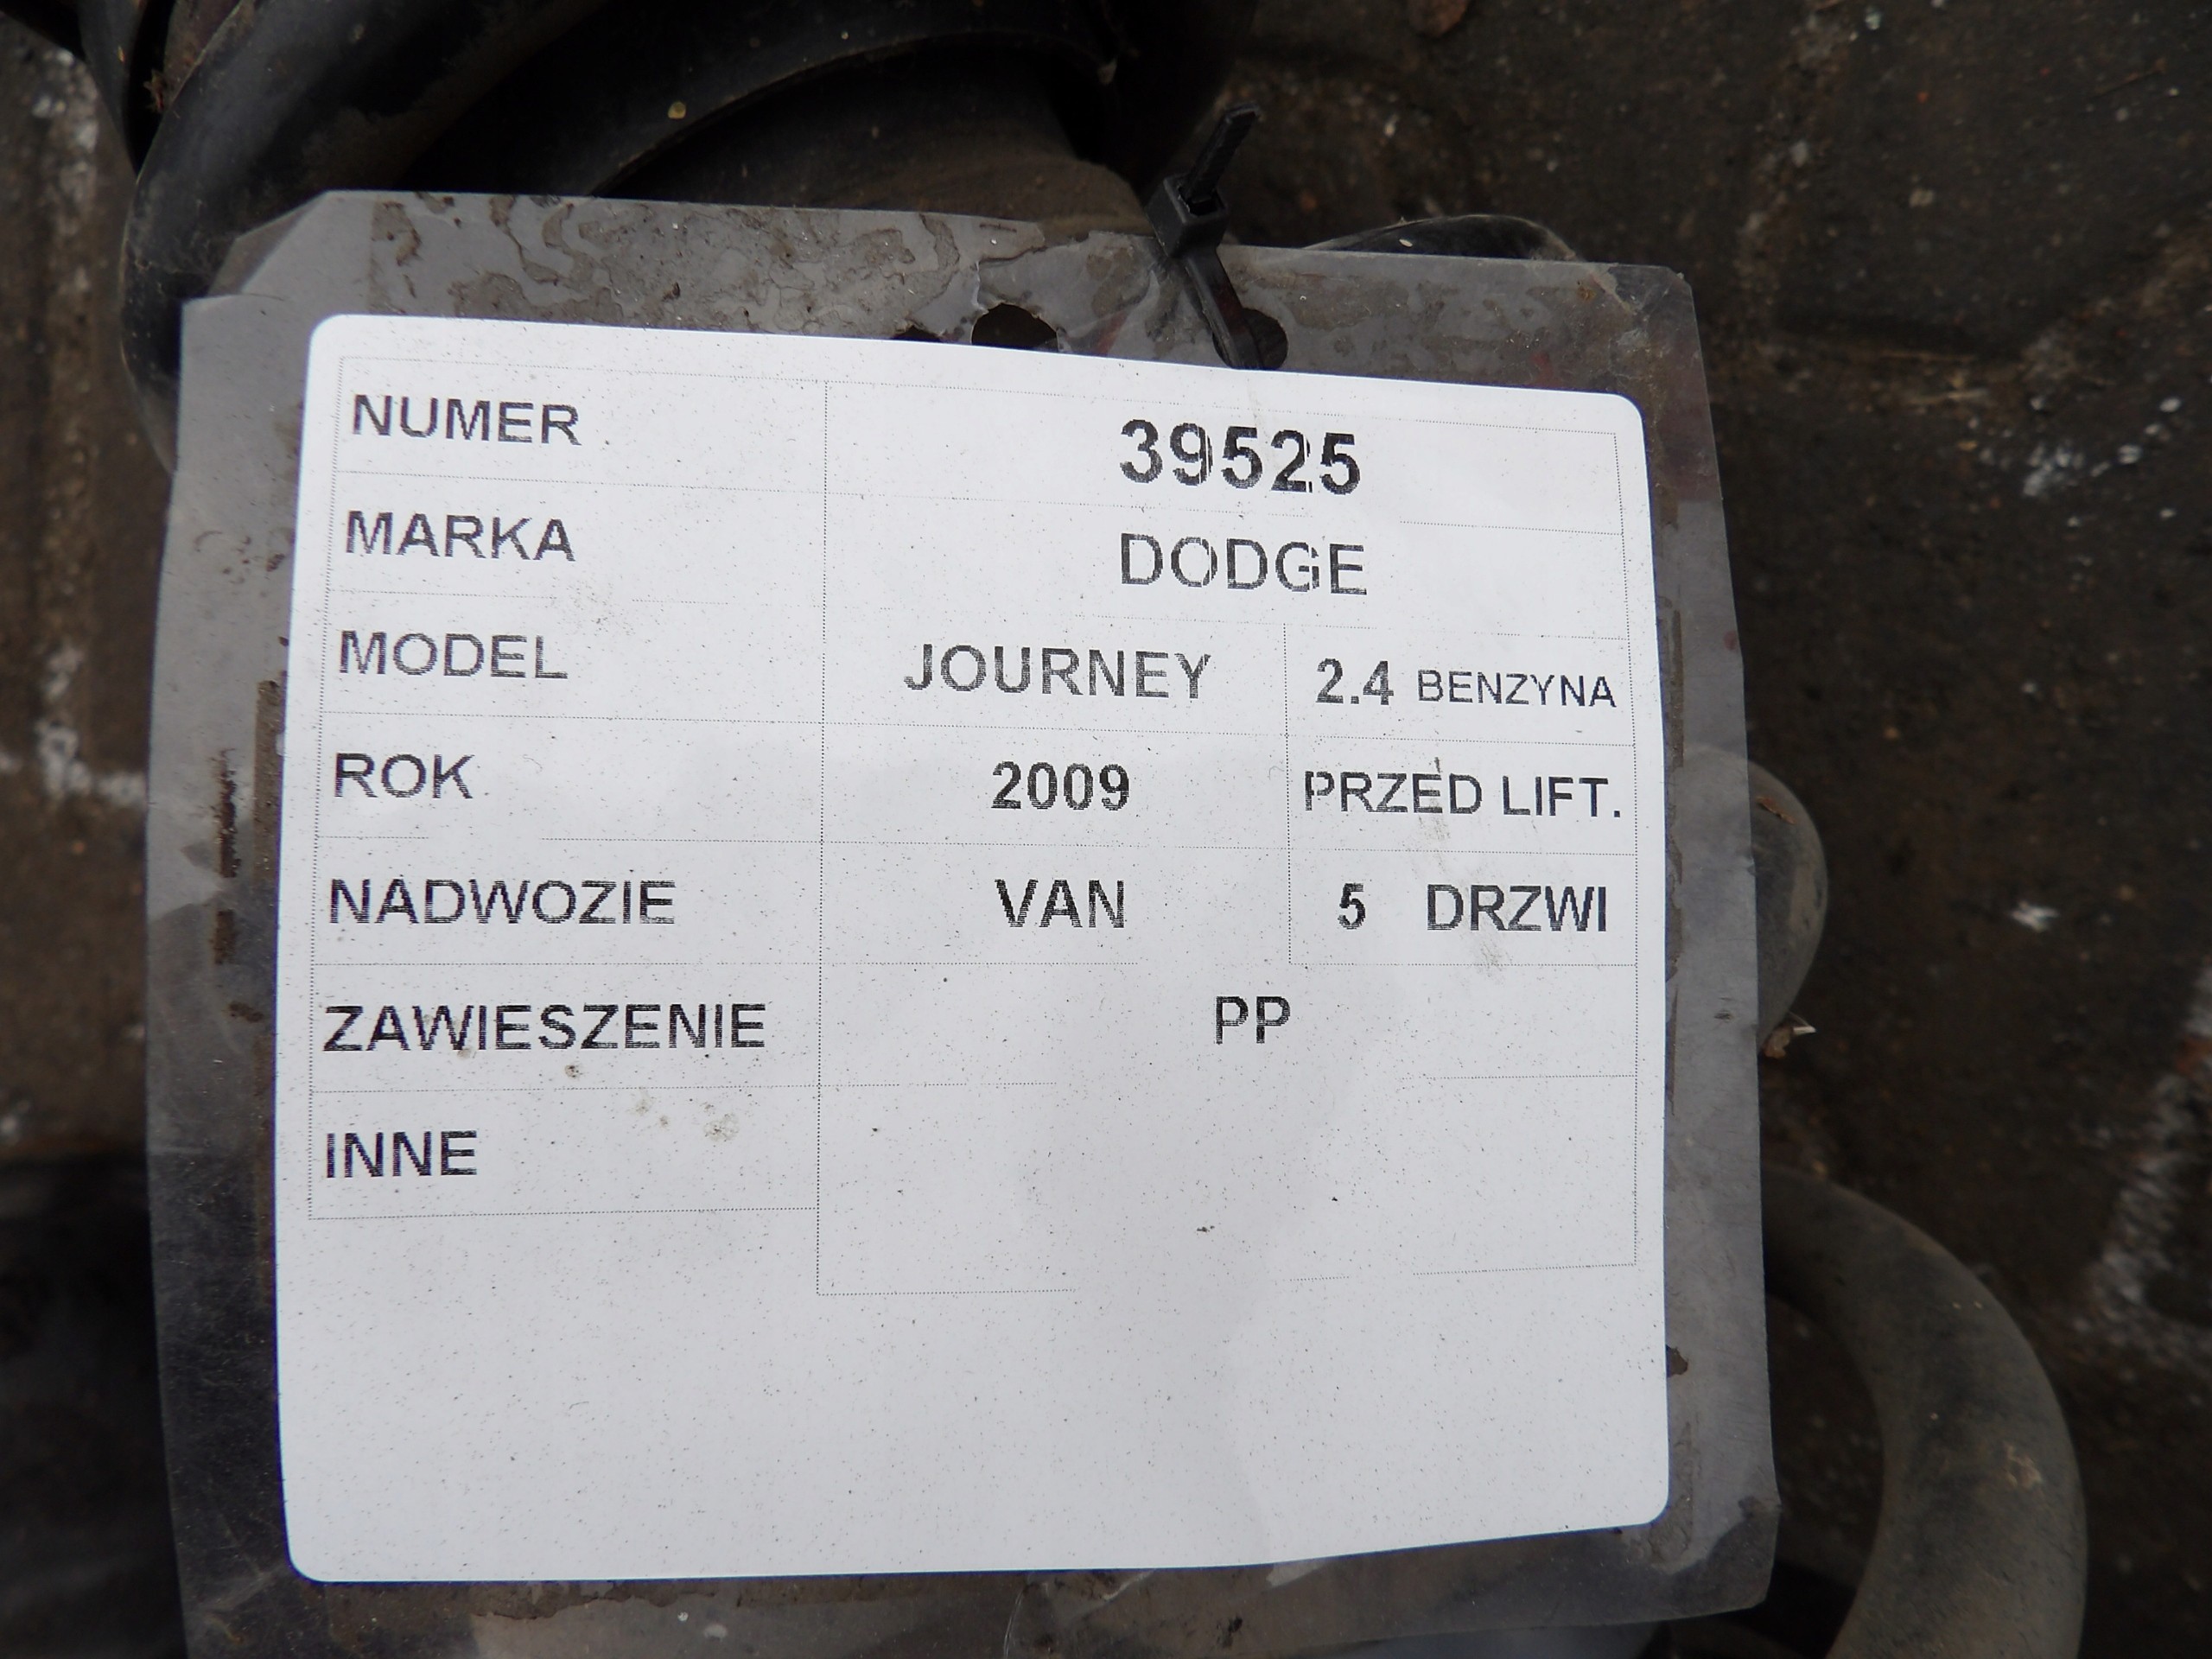 NUMER 39525
MARKA DODGE
MODEL JOURNEY 2.4 BENZYNA
ROK 2009 PRZED LIFT.
NADWOZIE VAN 5 DRZWI
ZAWIESZENIE PP
INNE